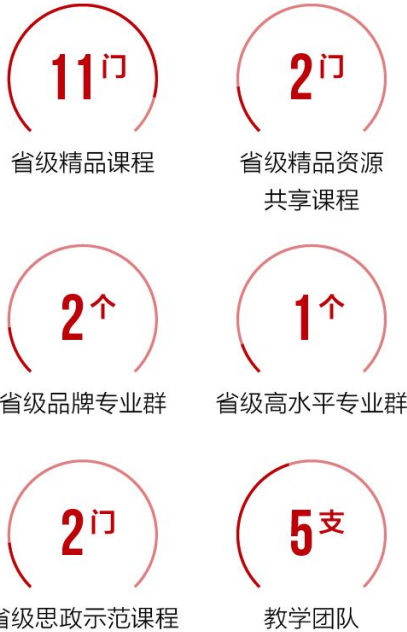 11门
2门
省级精品课程
省级精品资源
共享课程
2个
1个
省级品牌专业群
省级高水平专业群
2门
5支
省级思政示范课程
教学团队